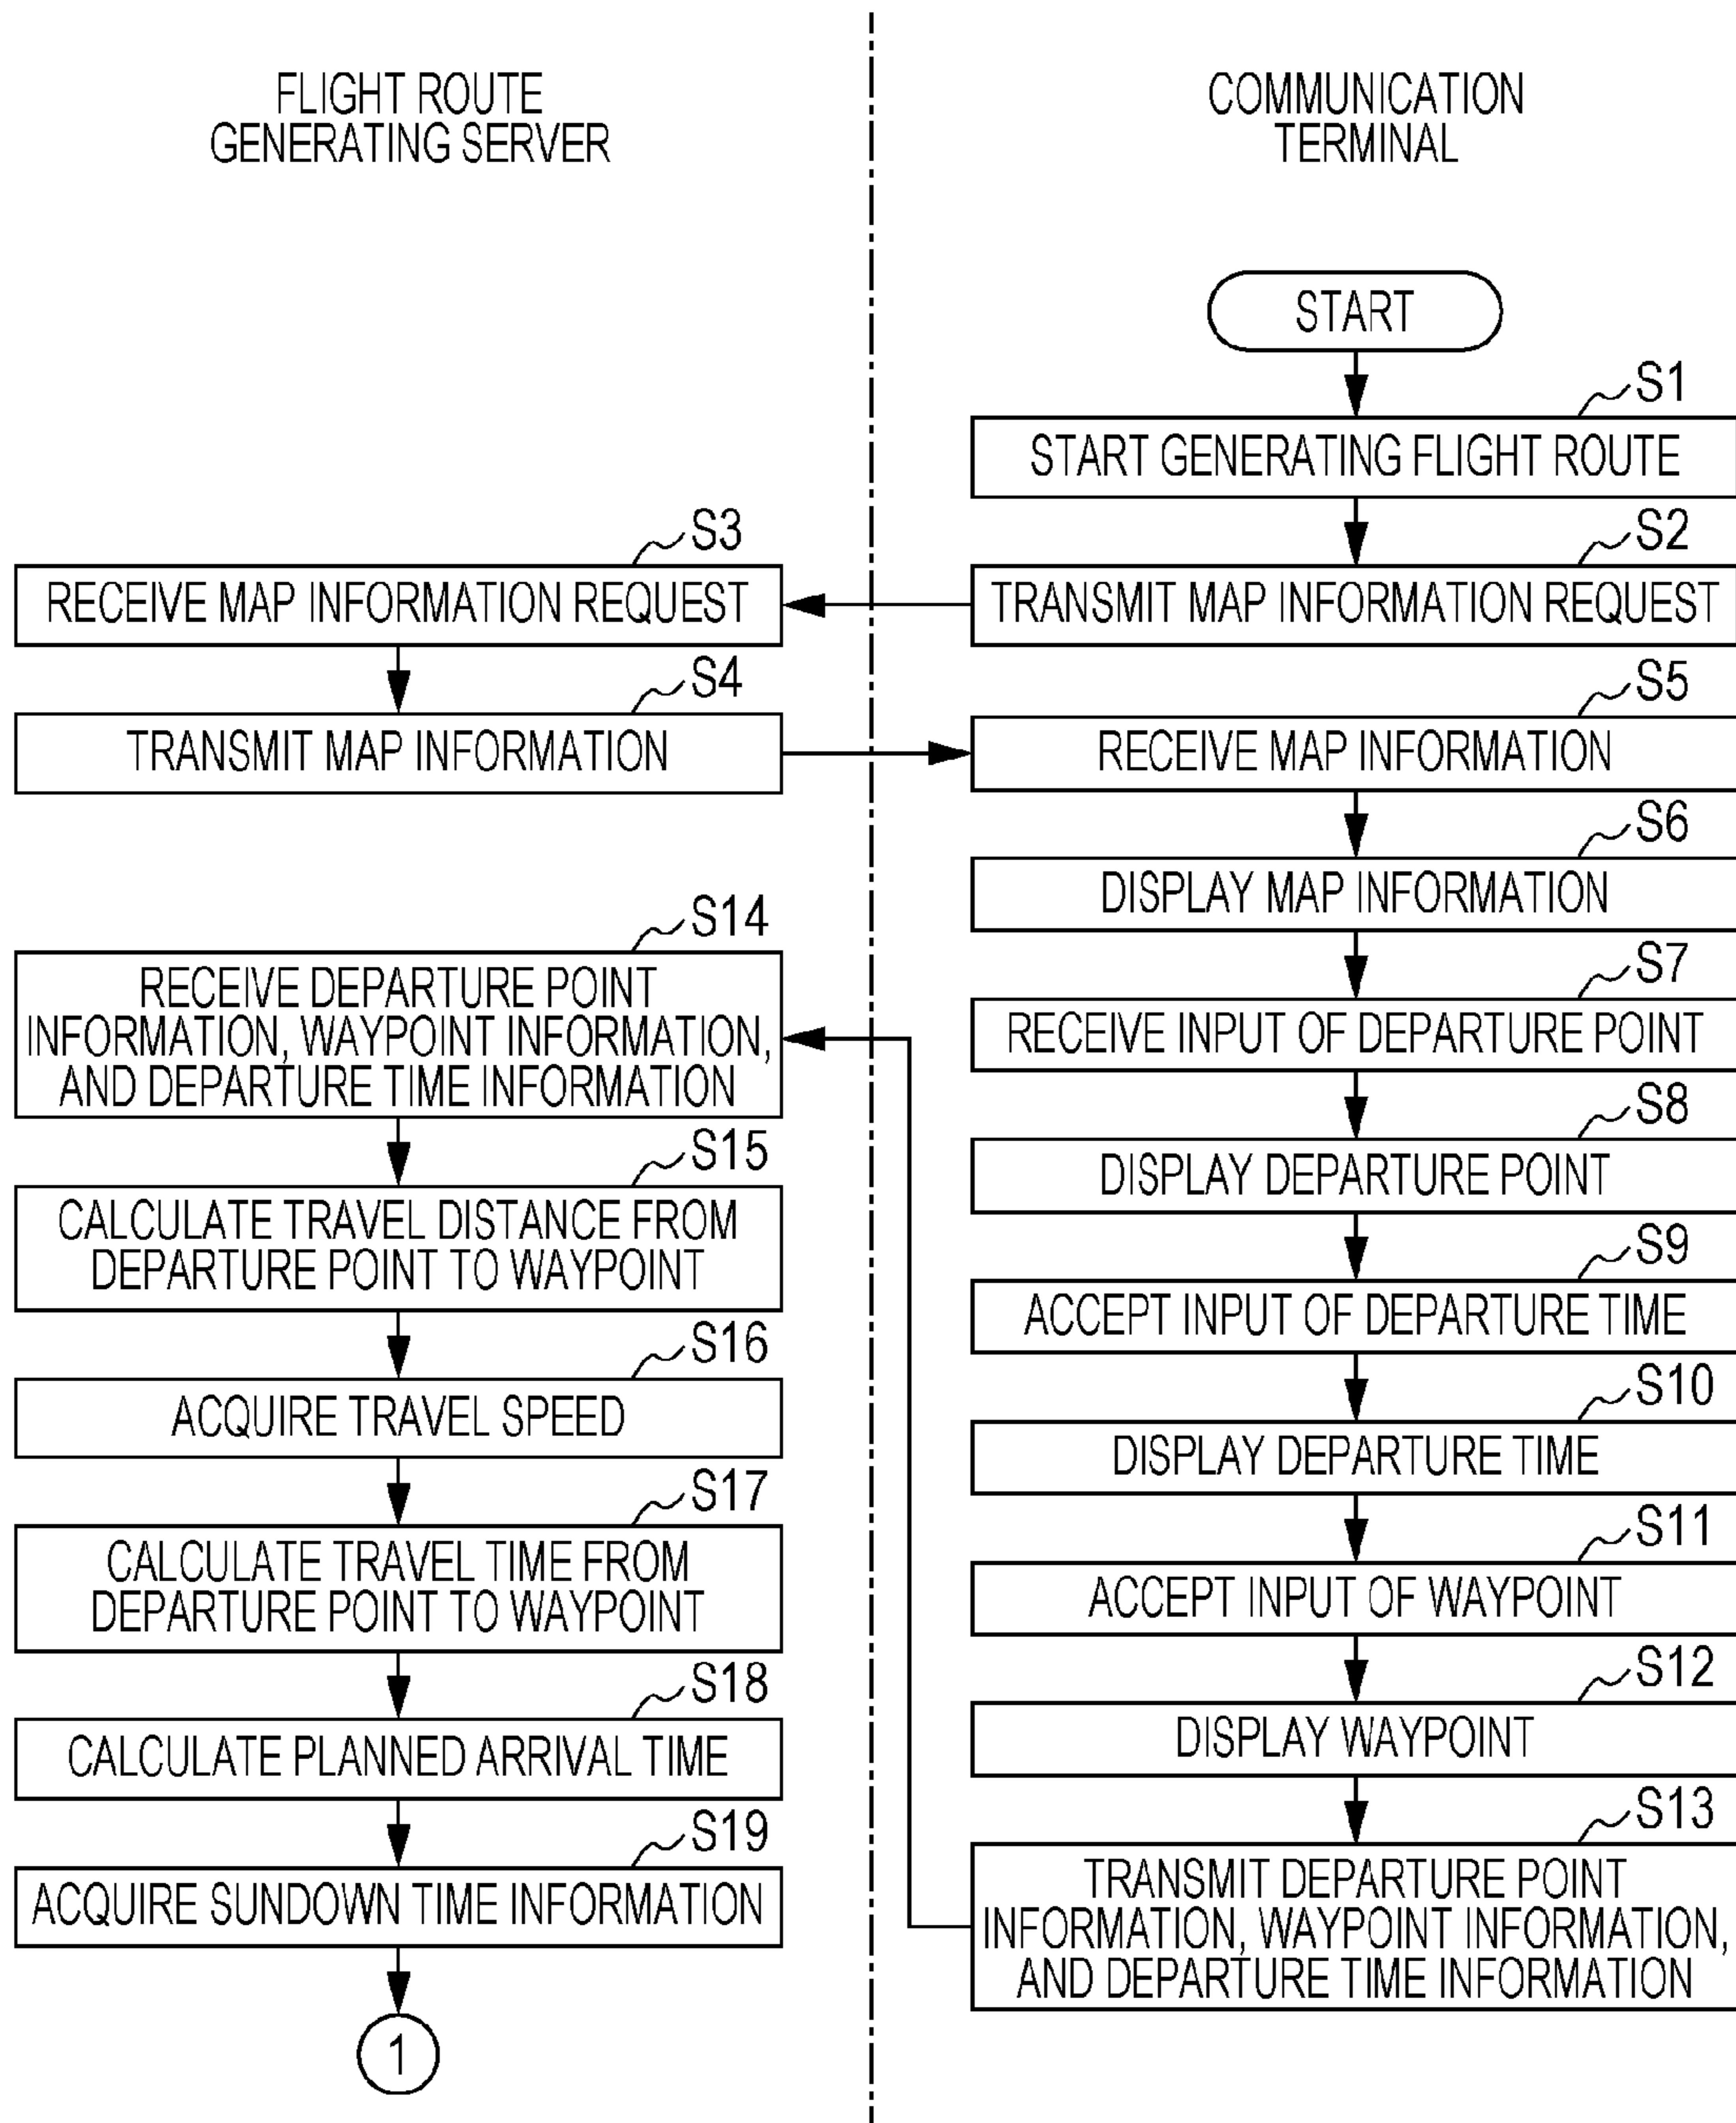 FLIGHT ROUTE
GENERATING SERVER
COMMUNICATION
TERMINAL
START
S1
START GENERATING FLIGHT ROUTE
S2
TRANSMIT MAP INFORMATION REQUEST
S3
RECEIVE MAP INFORMATION REQUEST
S4
TRANSMIT MAP INFORMATION
S5
RECEIVE MAP INFORMATION
S6
DISPLAY MAP INFORMATION
S7
RECEIVE INPUT OF DEPARTURE POINT
S8
DISPLAY DEPARTURE POINT
S9
ACCEPT INPUT OF DEPARTURE TIME
S10
DISPLAY DEPARTURE TIME
S11
ACCEPT INPUT OF WAYPOINT
S12
DISPLAY WAYPOINT
S13
TRANSMIT DEPARTURE POINT
INFORMATION, WAYPOINT INFORMATION,
AND DEPARTURE TIME INFORMATION
S14
RECEIVE DEPARTURE POINT
INFORMATION, WAYPOINT INFORMATION,
AND DEPARTURE TIME INFORMATION
S15
CALCULATE TRAVEL DISTANCE FROM
DEPARTURE POINT TO WAYPOINT
S16
ACQUIRE TRAVEL SPEED
S17
CALCULATE TRAVEL TIME FROM
DEPARTURE POINT TO WAYPOINT
S18
CALCULATE PLANNED ARRIVAL TIME
S19
ACQUIRE SUNDOWN TIME INFORMATION
1